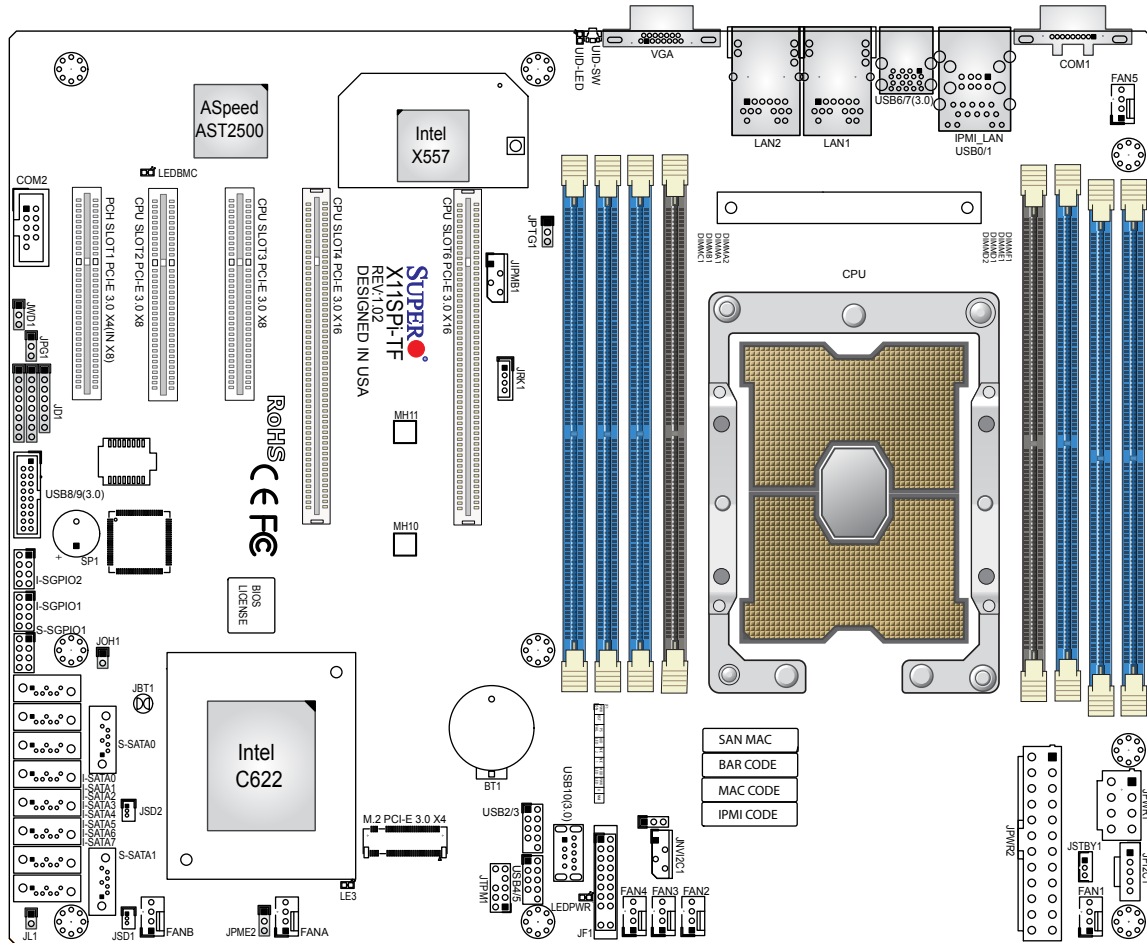 UID-LED
UID-SW
VGA
LAN2
LAN1
USB6/7(3.0)
IPMI_LAN
USB0/1
COM1
FAN5
ASpeed
AST2500
Intel
X557
LEDBMC
COM2
PCH SLOT1 PCI-E 3.0 X4(IN X8)
CPU SLOT2 PCI-E 3.0 X8
CPU SLOT3 PCI-E 3.0 X8
CPU SLOT4 PCI-E 3.0 X16
CPU SLOT6 PCI-E 3.0 X16
JPTG1
JIPMB1
SUPER
X11SPi-TF
REV:1.02
DESIGNED IN USA
JRK1
DIMMC1
DIMMB1
DIMMA1
DIMMA2
CPU
DIMMD2
DIMMD1
DIMME1
DIMMF1
JWD1
JPG1
JD1
RoHS
CE FC
MH11
MH10
USB8/9(3.0)
+
SP1
I-SGPIO2
I-SGPIO1
S-SGPIO1
BIOS
LICENSE
JOH1
JBT1
S-SATA0
I-SATA0
I-SATA1
I-SATA2
I-SATA3
I-SATA4
I-SATA5
I-SATA6
I-SATA7
JSD2
S-SATA1
Intel
C622
BT1
M.2 PCI-E 3.0 X4
LE3
USB2/3
USB10(3.0)
USB4/5
JTPM1
JNVI2C1
SAN MAC
BAR CODE
MAC CODE
IPMI CODE
JPWR2
JPWR1
JSTBY1
JPI2C1
FAN1
FAN4
FAN3
FAN2
LEDPWR
JF1
JL1
JSD1
FANB
JPME2
FANA